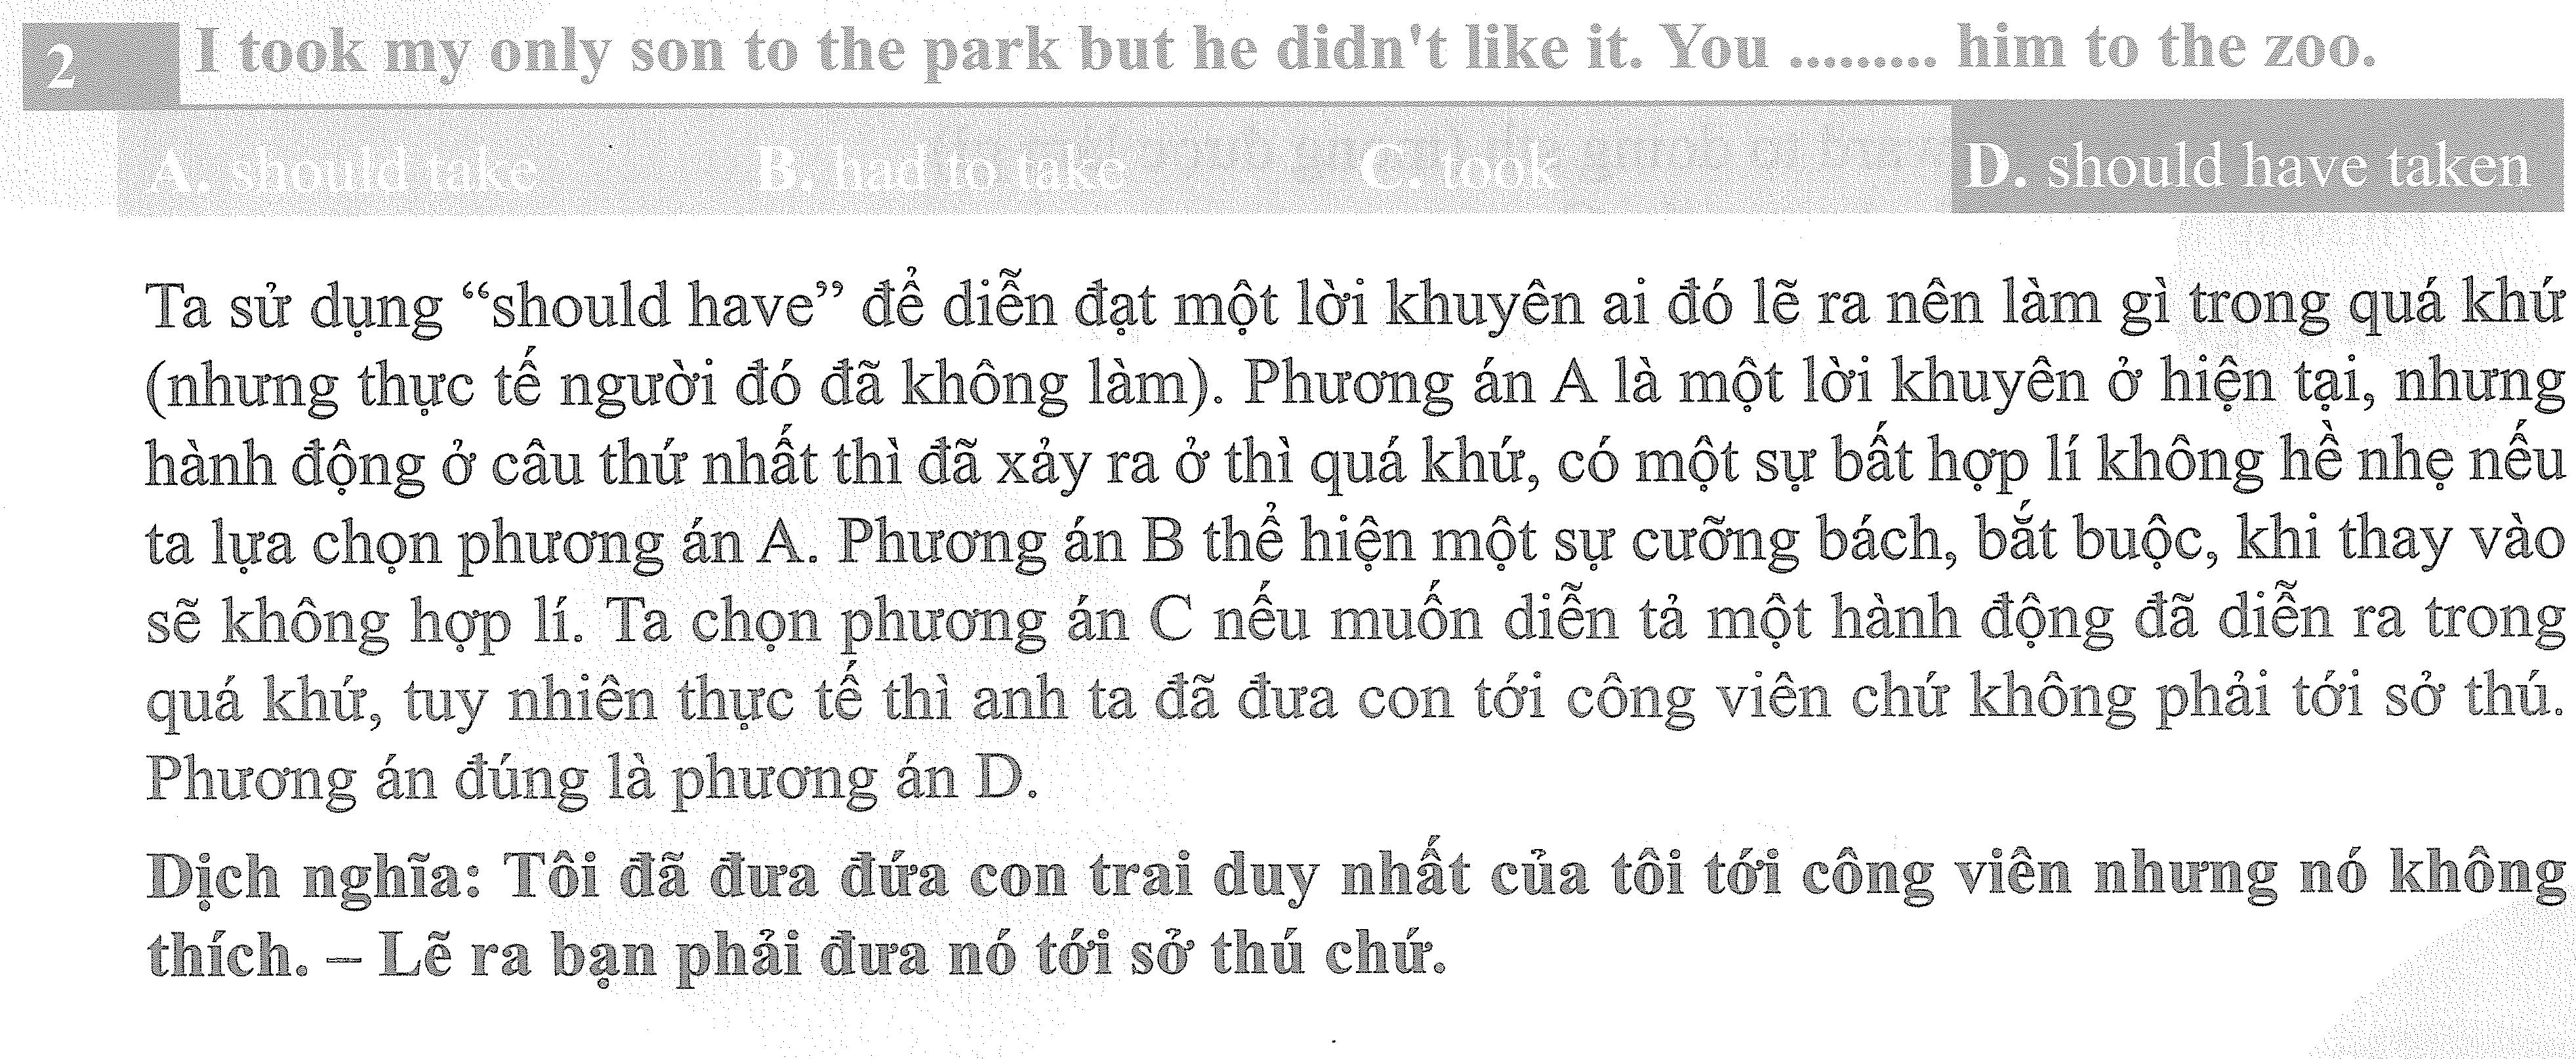 2 I took my only son to the park but he didn't like it. You ......... him to the zoo.
A. should take B. had to take C. took D. should have taken
Ta sử dụng “should have” để diễn đạt một lời khuyên ai đó lẽ ra nên làm gì trong quá khứ
(nhưng thực tế người đó đã không làm). Phương án A là một lời khuyên ở hiện tại, nhưng
hành động ở câu thứ nhất thì đã xảy ra ở thì quá khứ, có một sự bất hợp lí không hề nhẹ nếu
ta lựa chọn phương án A. Phương án B thể hiện một sự cưỡng bách, bắt buộc, khi thay vào
sẽ không hợp lí. Ta chọn phương án C nếu muốn diễn tả một hành động đã diễn ra trong
quá khứ, tuy nhiên thực tế thì anh ta đã đưa con tới công viên chứ không phải tới sở thú.
Phương án đúng là phương án D.
Dịch nghĩa: Tôi đã đưa đứa con trai duy nhất của tôi tới công viên nhưng nó không
thích. – Lẽ ra bạn phải đưa nó tới sở thú chứ.